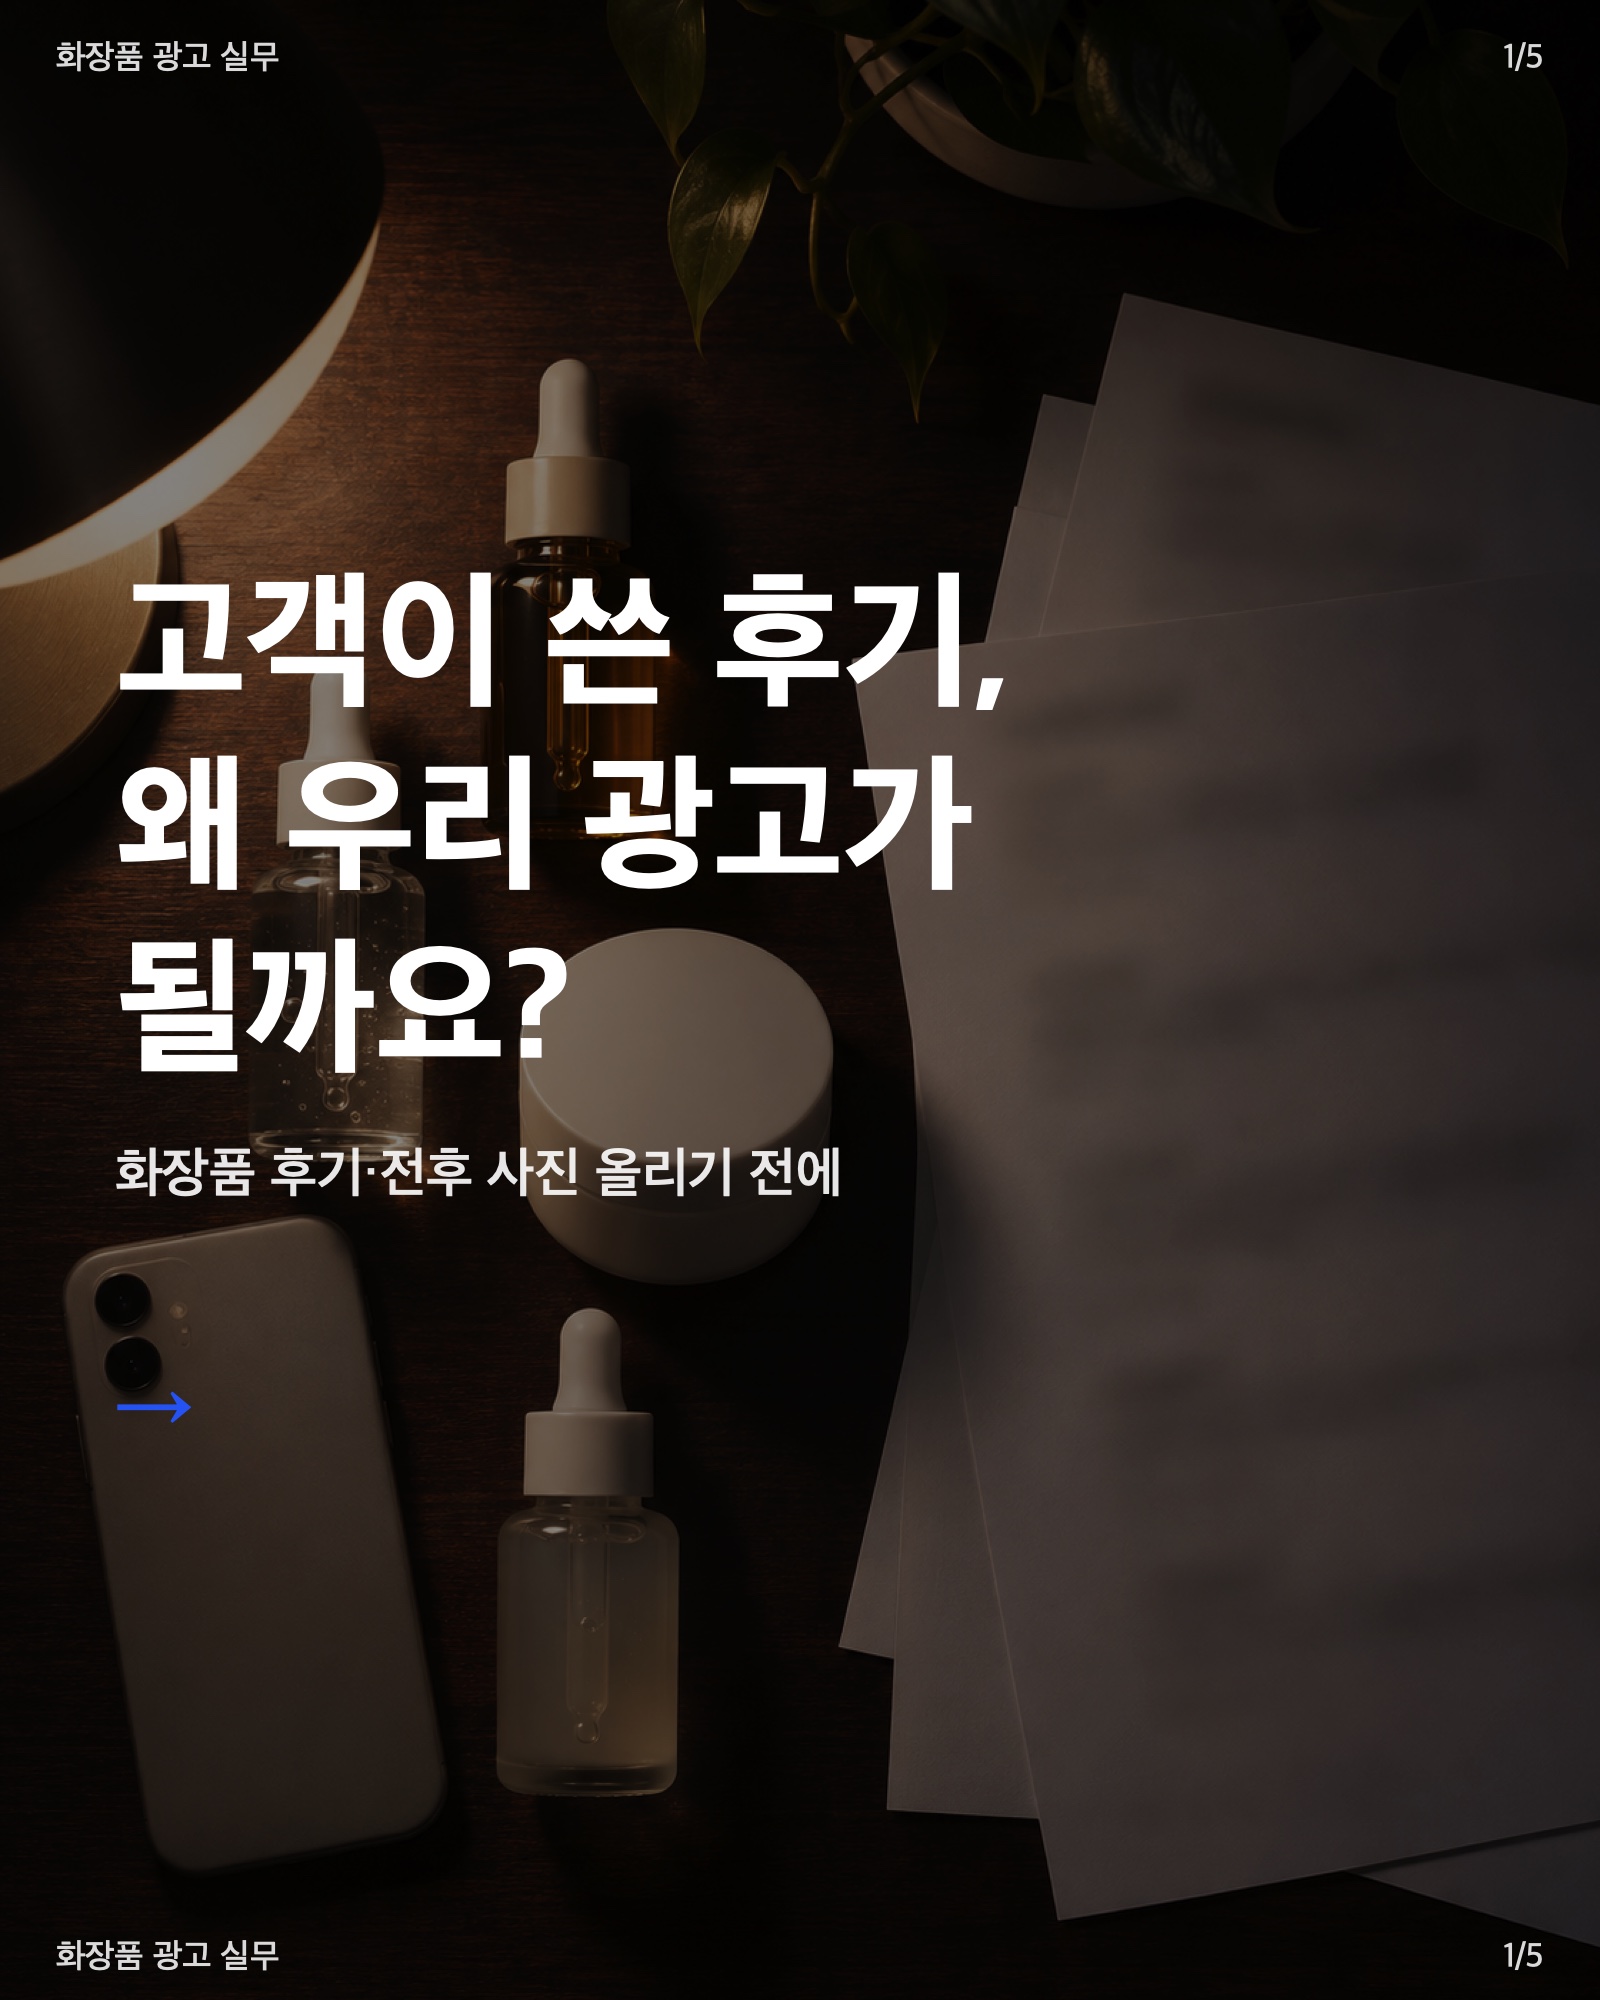 화장품 광고 실무
1/5
고객이 쓴 후기,
왜 우리 광고가
될까요?
화장품 후기·전후 사진 올리기 전에
→
화장품 광고 실무
1/5